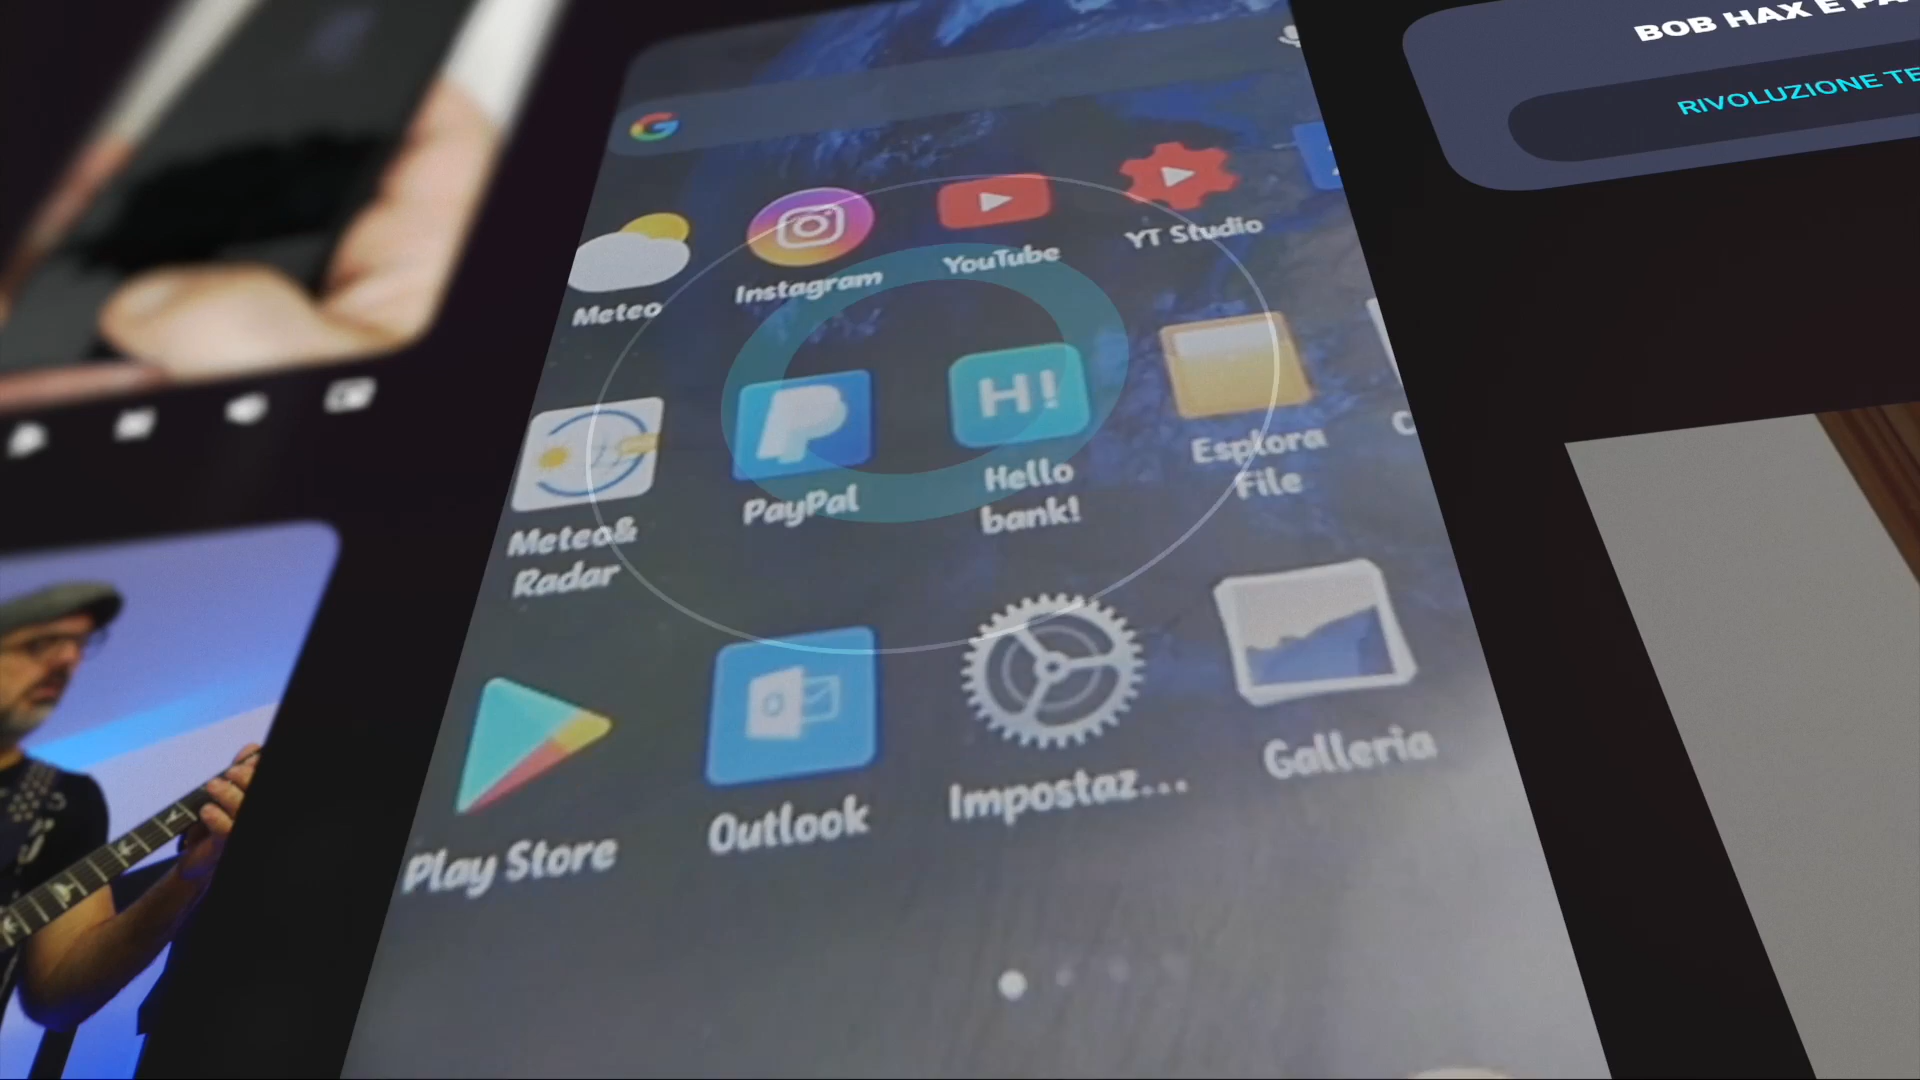 BOB HAX E PA
RIVOLUZIONE TE
Meteo
Instagram
YouTube
YT Studio
Meteo&
Radar
PayPal
H!
Hello
bank!
Esplora
File
Play Store
Outlook
Impostaz...
Galleria